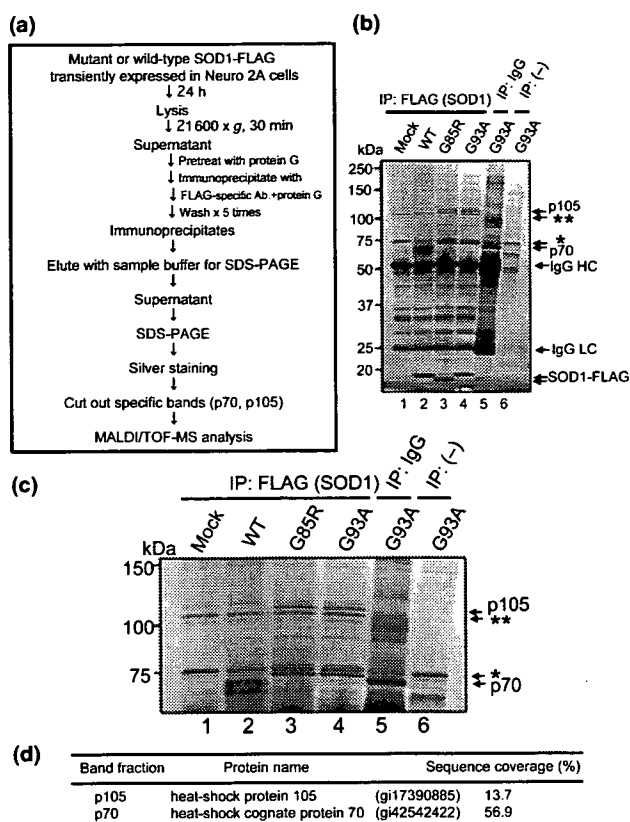 (a)
Mutant or wild-type SOD1-FLAG
transiently expressed in Neuro 2A cells
↓ 24 h
Lysis
↓ 21 600 x g, 30 min
Supernatant
↓ Pretreat with protein G
↓ Immunoprecipitate with
↓ FLAG-specific Ab.+protein G
↓ Wash x 5 times
Immunoprecipitates
↓
Elute with sample buffer for SDS-PAGE
↓
Supernatant
↓
SDS-PAGE
↓
Silver staining
↓
Cut out specific bands (p70, p105)
↓
MALDI/TOF-MS analysis
(b)
IP: FLAG (SOD1) IP: IgG IP: (–)
Mock WT G85R G93A G93A G93A
kDa
250
150
100
75
50
37
25
20
p105
**
*
p70
IgG HC
IgG LC
SOD1-FLAG
1 2 3 4 5 6
(c)
IP: FLAG (SOD1) IP: IgG IP: (–)
Mock WT G85R G93A G93A G93A
kDa
150
100
75
p105
**
*
p70
1 2 3 4 5 6
(d)
Band fraction Protein name Sequence coverage (%)
p105 heat-shock protein 105 (gi17390885) 13.7
p70 heat-shock cognate protein 70 (gi42542422) 56.9